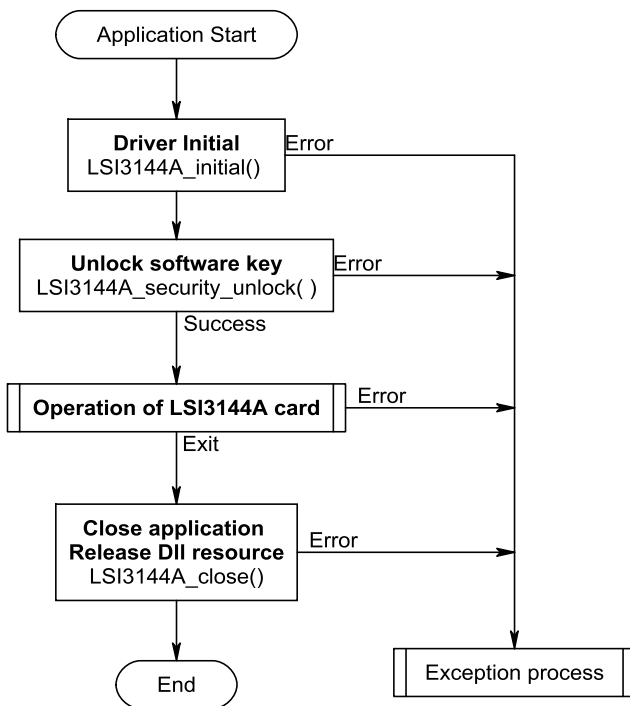 Application Start
Driver Initial
LSI3144A_initial()
Error
Unlock software key
LSI3144A_security_unlock( )
Error
Success
Operation of LSI3144A card
Error
Exit
Close application
Release Dll resource
LSI3144A_close()
Error
End
Exception process